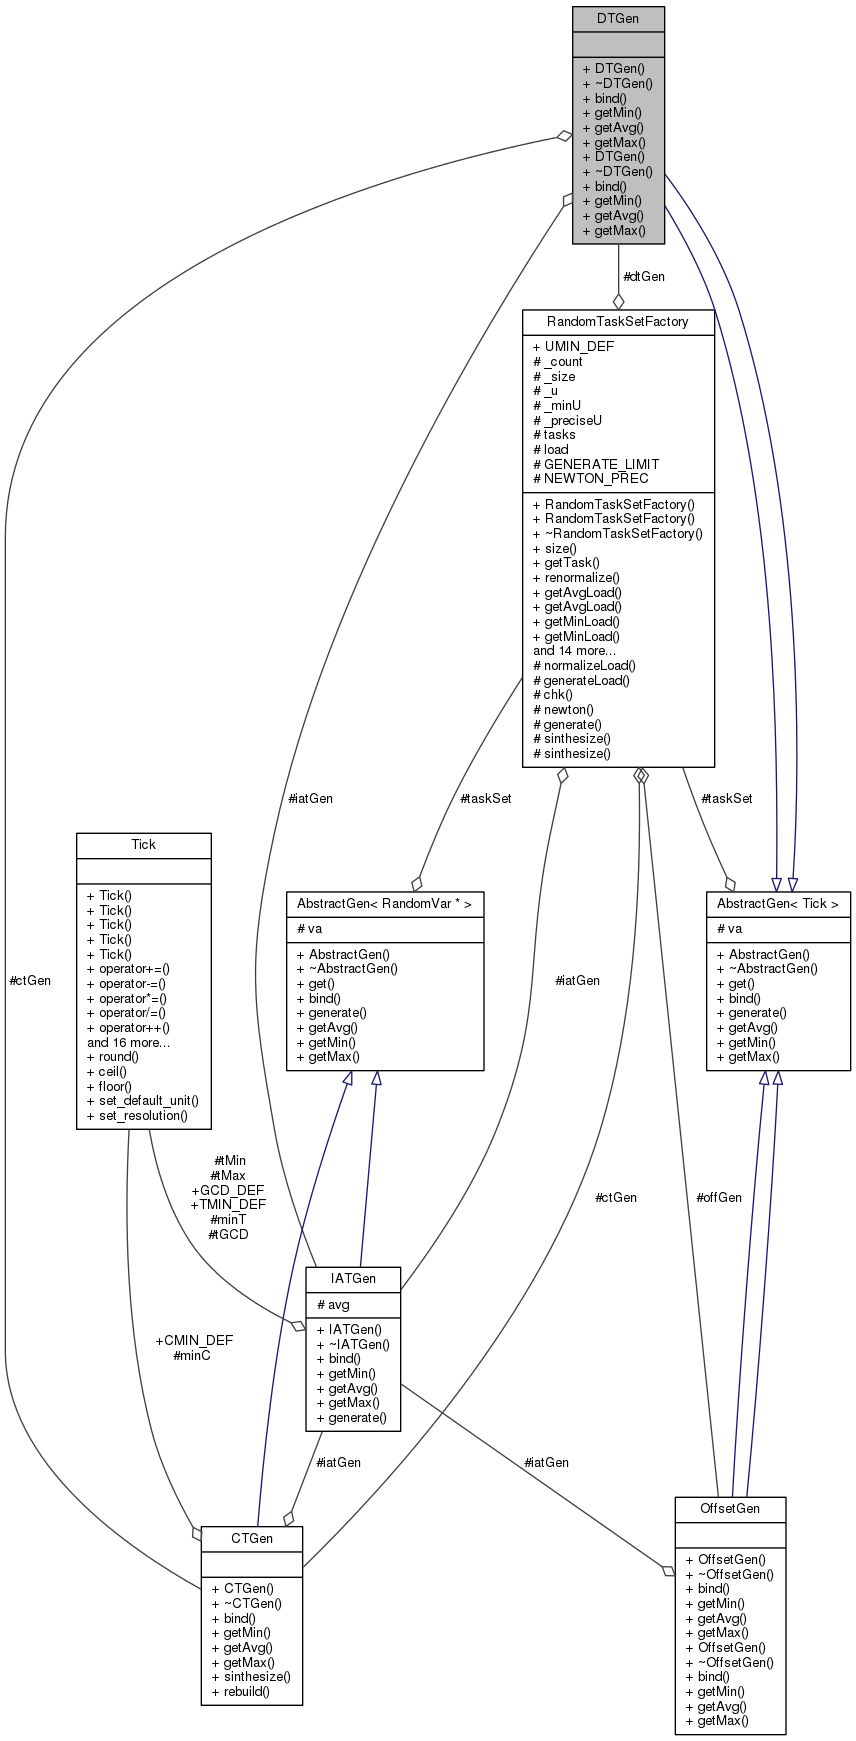 DTGen
+ DTGen()
+ ~DTGen()
+ bind()
+ getMin()
+ getAvg()
+ getMax()
+ DTGen()
+ ~DTGen()
+ bind()
+ getMin()
+ getAvg()
+ getMax()
#dtGen
RandomTaskSetFactory
+ UMIN_DEF
# _count
# _size
# _u
# _minU
# _preciseU
# tasks
# load
# GENERATE_LIMIT
# NEWTON_PREC
+ RandomTaskSetFactory()
+ RandomTaskSetFactory()
+ ~RandomTaskSetFactory()
+ size()
+ getTask()
+ renormalize()
+ getAvgLoad()
+ getAvgLoad()
+ getMinLoad()
+ getMinLoad()
and 14 more...
# normalizeLoad()
# generateLoad()
# chk()
# newton()
# generate()
# sinthesize()
# sinthesize()
#iatGen
#taskSet
#taskSet
Tick
+ Tick()
+ Tick()
+ Tick()
+ Tick()
+ Tick()
+ operator+=()
+ operator-=()
+ operator*=()
+ operator/=()
+ operator++()
and 16 more...
+ round()
+ ceil()
+ floor()
+ set_default_unit()
+ set_resolution()
AbstractGen< RandomVar * >
# va
+ AbstractGen()
+ ~AbstractGen()
+ get()
+ bind()
+ generate()
+ getAvg()
+ getMin()
+ getMax()
AbstractGen< Tick >
# va
+ AbstractGen()
+ ~AbstractGen()
+ get()
+ bind()
+ generate()
+ getAvg()
+ getMin()
+ getMax()
#ctGen
#iatGen
#tMin
#tMax
+GCD_DEF
+TMIN_DEF
#minT
#tGCD
#ctGen
#offGen
IATGen
# avg
+ IATGen()
+ ~IATGen()
+ bind()
+ getMin()
+ getAvg()
+ getMax()
+ generate()
+CMIN_DEF
#minC
#iatGen
#iatGen
CTGen
+ CTGen()
+ ~CTGen()
+ bind()
+ getMin()
+ getAvg()
+ getMax()
+ sinthesize()
+ rebuild()
OffsetGen
+ OffsetGen()
+ ~OffsetGen()
+ bind()
+ getMin()
+ getAvg()
+ getMax()
+ OffsetGen()
+ ~OffsetGen()
+ bind()
+ getMin()
+ getAvg()
+ getMax()